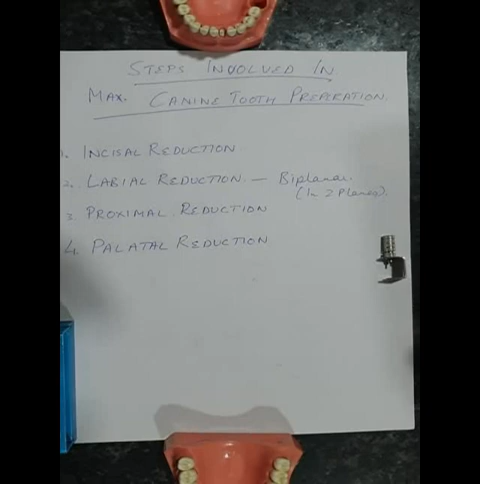 STEPS INVOLVED IN
MAX. CANINE TOOTH PREPERATION
1. INCISAL REDUCTION
2. LABIAL REDUCTION — Biplanar
(In 2 Planes).
3. PROXIMAL REDUCTION
4. PALATAL REDUCTION